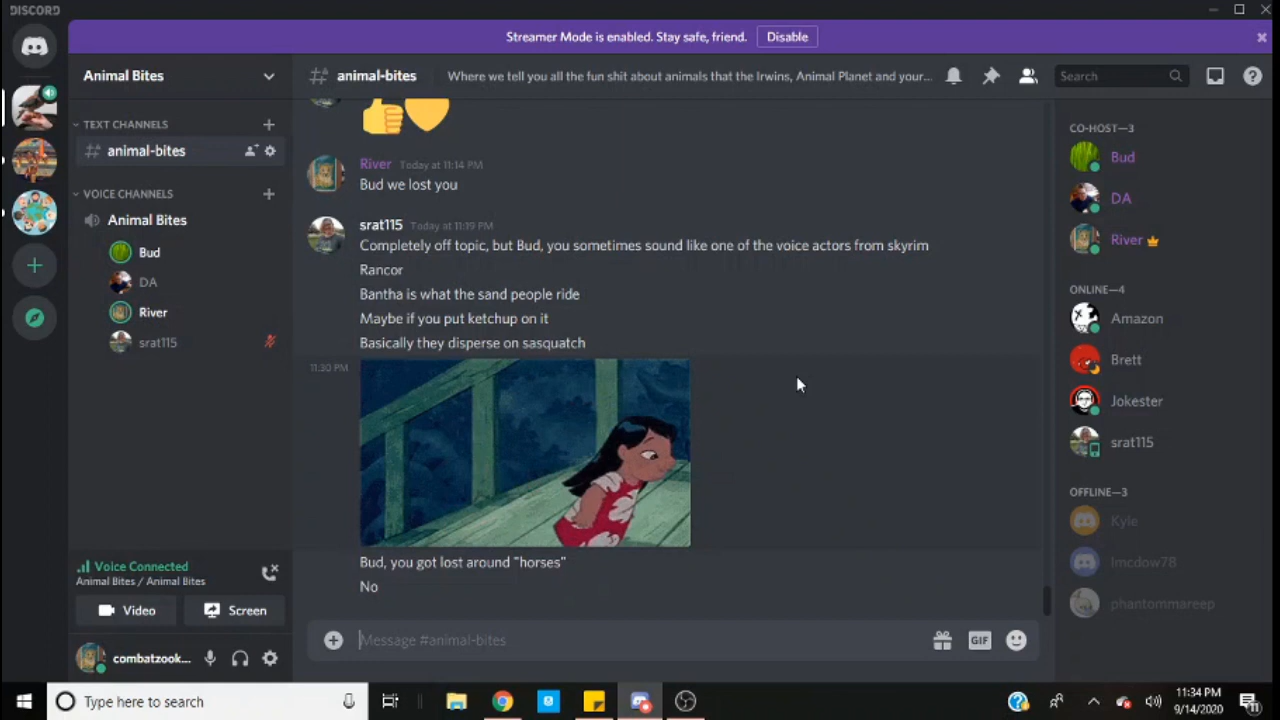 DISCORD
Streamer Mode is enabled. Stay safe, friend. Disable
Animal Bites
animal-bites
Where we tell you all the fun shit about animals that the Irwins, Animal Planet and your...
Search
TEXT CHANNELS
animal-bites
VOICE CHANNELS
Animal Bites
Bud
DA
River
srat115
Voice Connected
Animal Bites / Animal Bites
Video
Screen
combatzook...
River Today at 11:14 PM
Bud we lost you
srat115 Today at 11:19 PM
Completely off topic, but Bud, you sometimes sound like one of the voice actors from skyrim
Rancor
Bantha is what the sand people ride
Maybe if you put ketchup on it
Basically they disperse on sasquatch
11:30 PM
Bud, you got lost around "horses"
No
Message #animal-bites
GIF
CO-HOST—3
Bud
DA
River
ONLINE—4
Amazon
Brett
Jokester
srat115
OFFLINE—3
Kyle
lmcdow78
phantommareep
Type here to search
11:34 PM
9/14/2020
11